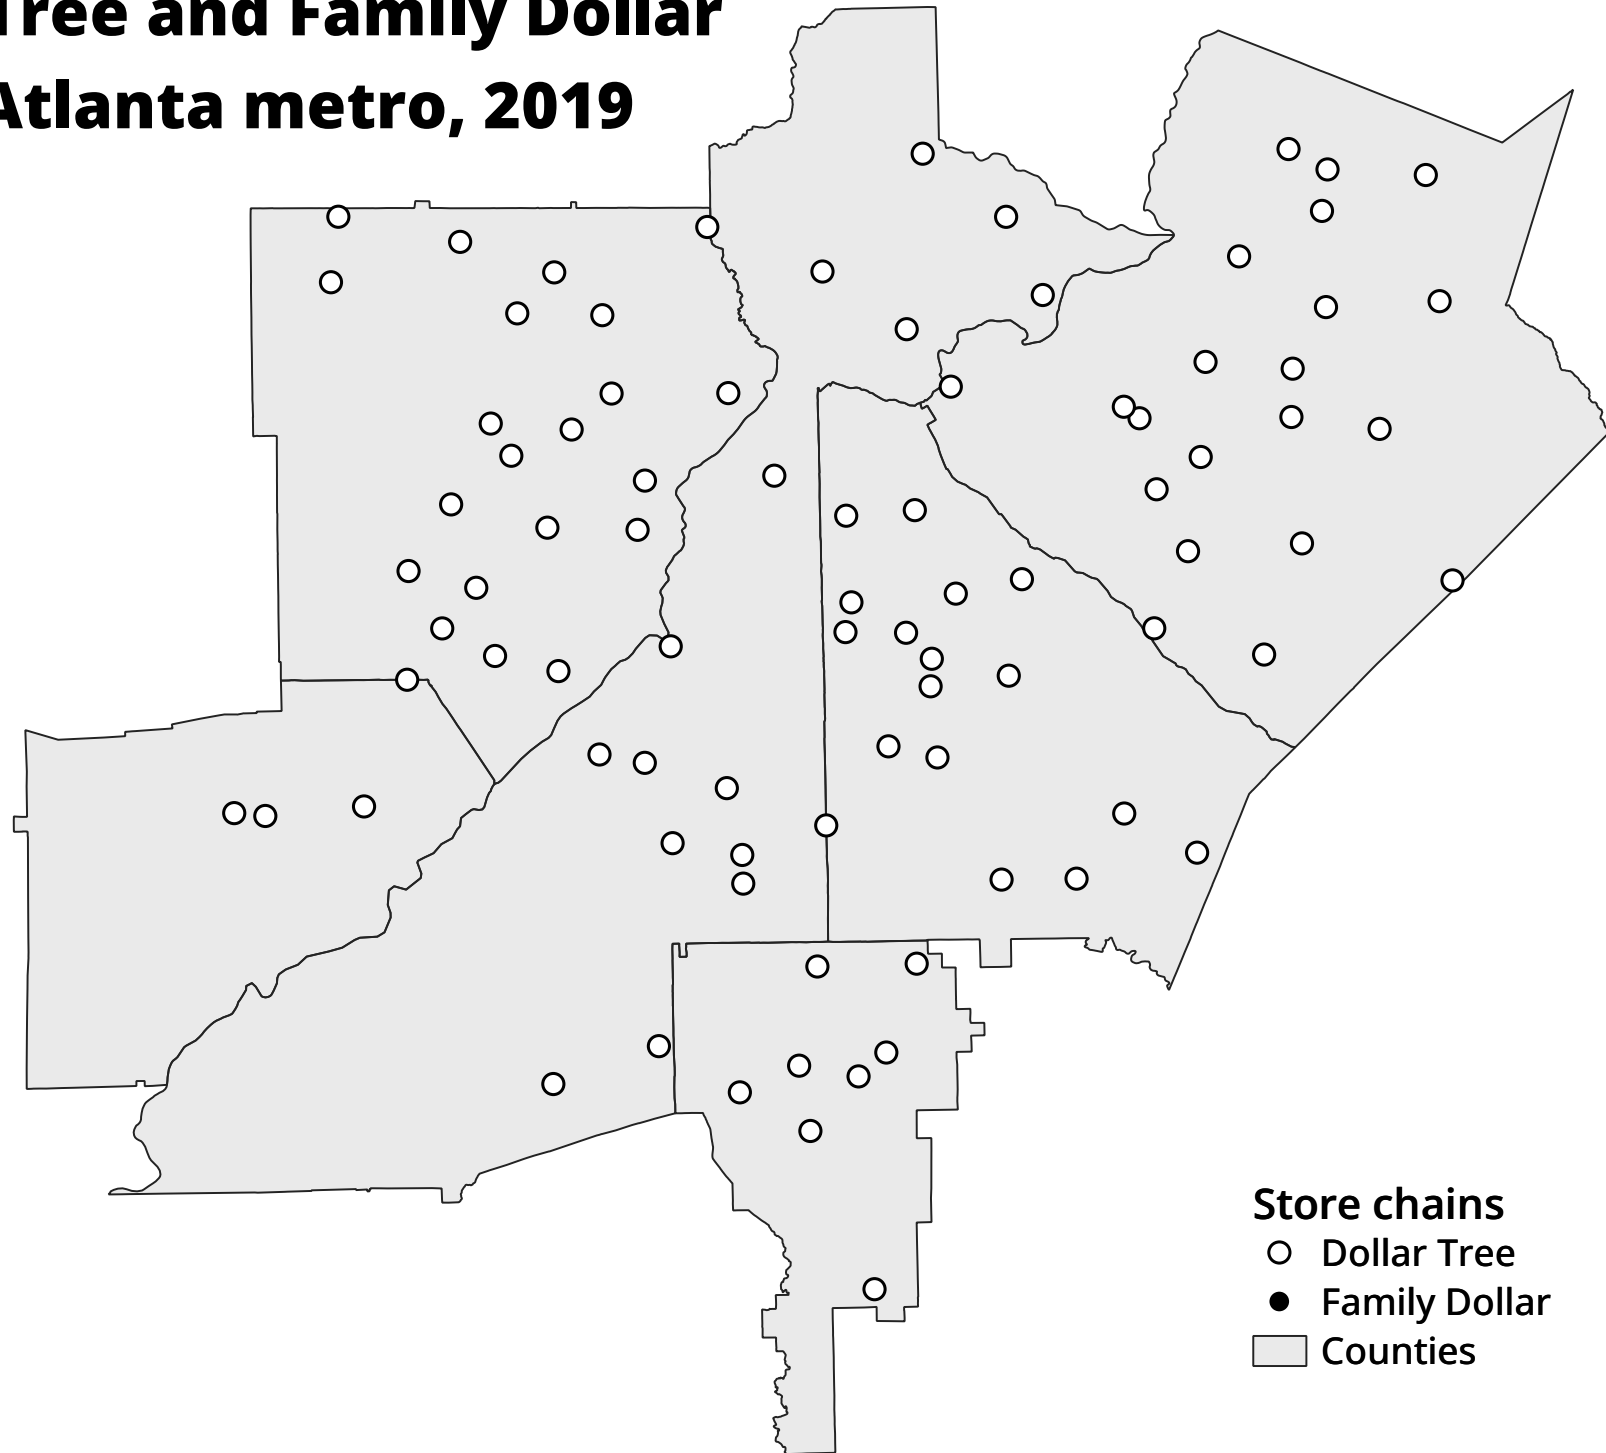 Tree and Family Dollar
Atlanta metro, 2019
Store chains
Dollar Tree
Family Dollar
Counties